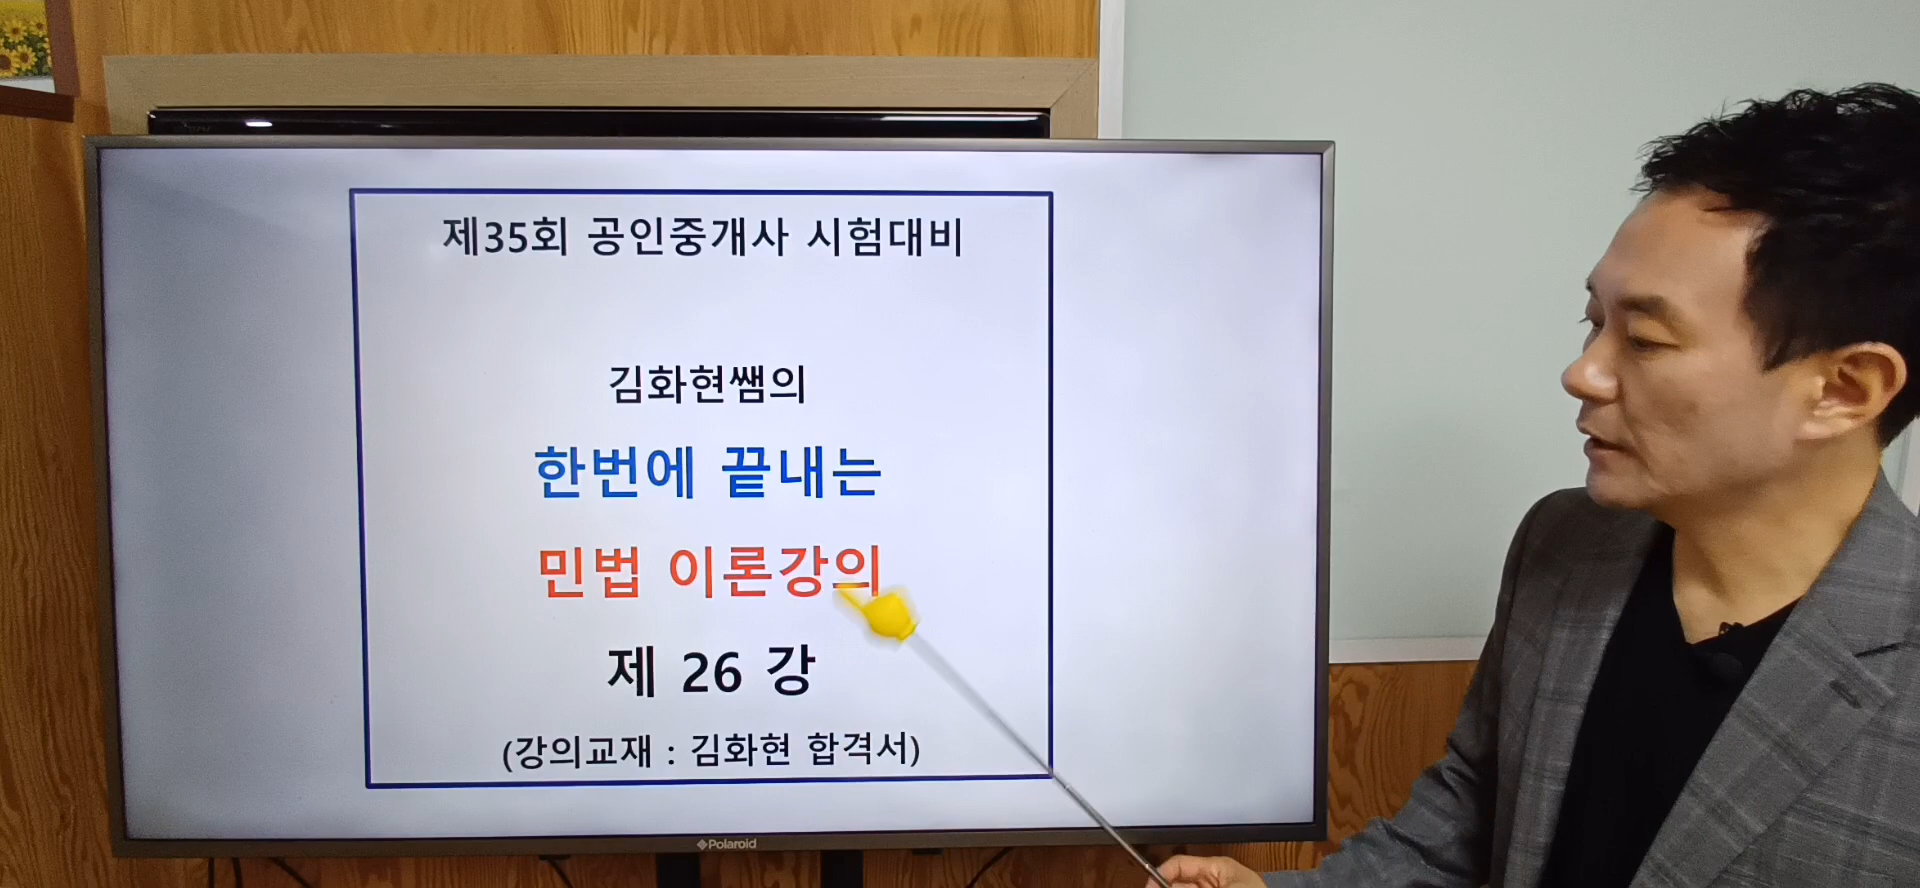 제35회 공인중개사 시험대비
김화현쌤의
한번에 끝내는
민법 이론강의
제 26 강
(강의교재 : 김화현 합격서)
Polaroid